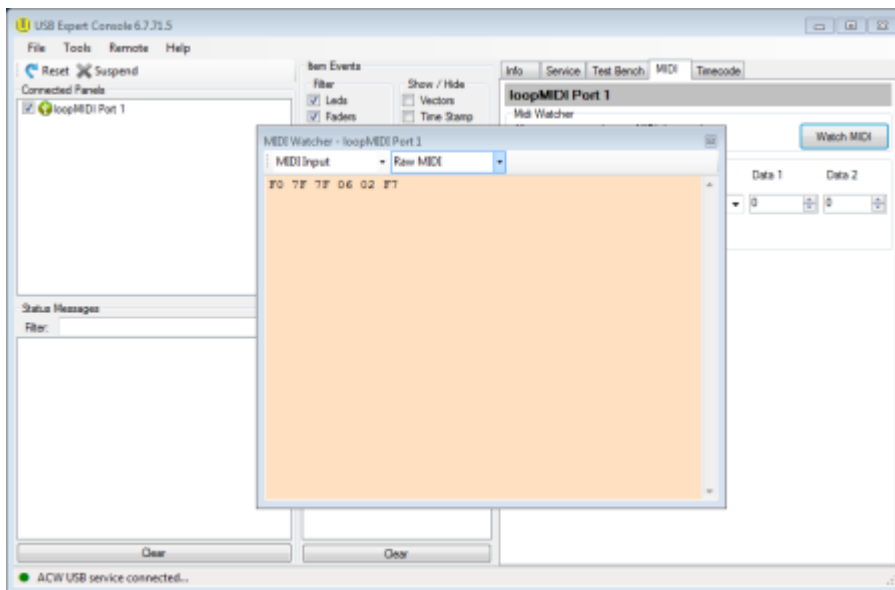 USB Expert Console 6.7.71.5
File Tools Remote Help
Reset Suspend
Connected Panels
loopMIDI Port 1
Item Events
Filter
Show / Hide
Leds
Vectors
Faders
Time Stamp
Info Service Test Bench MIDI Timecode
loopMIDI Port 1
Midi Watcher
Watch MIDI
Data 1 Data 2
0 0
MIDI Watcher - loopMIDI Port 1
MIDI Input Raw MIDI
F0 7F 7F 06 02 F7
Status Messages
Filter:
Clear
Clear
ACW USB service connected...